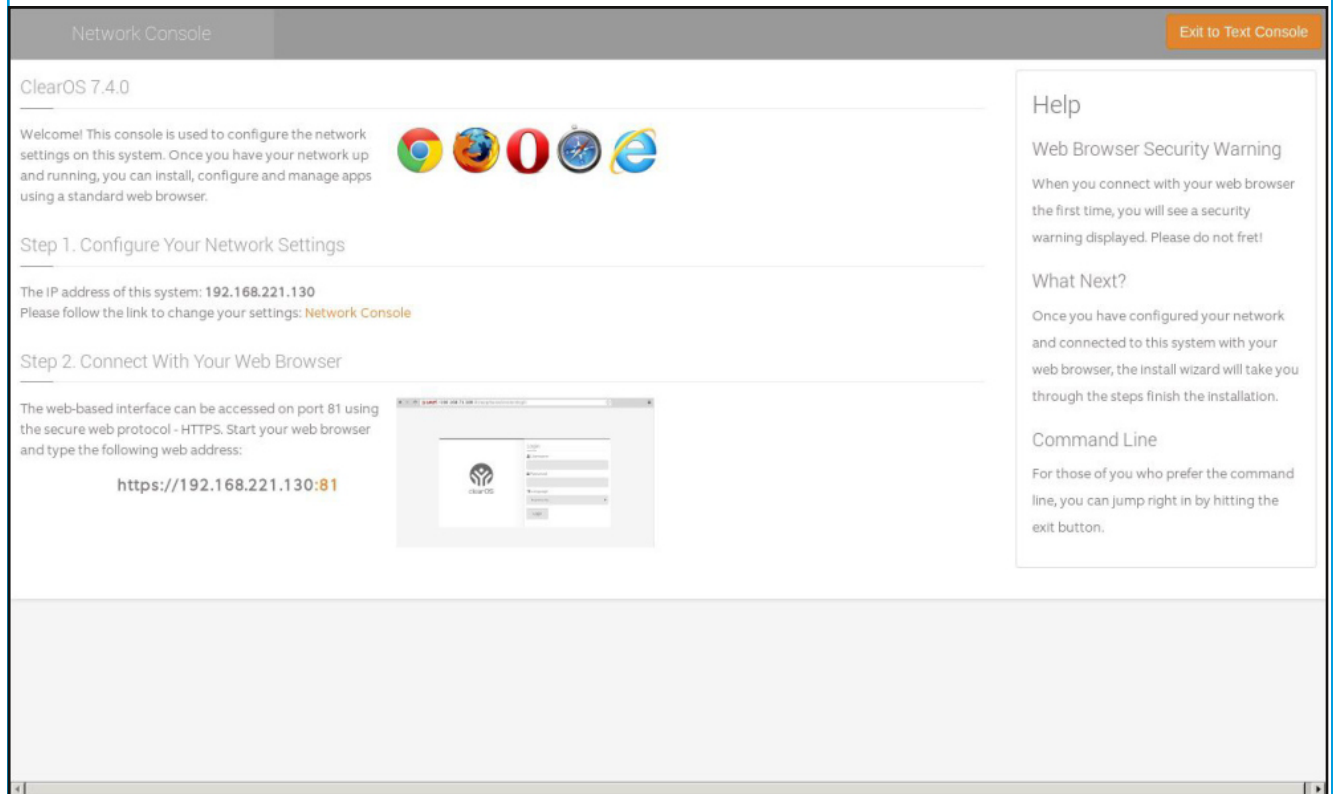 Network Console
Exit to Text Console
ClearOS 7.4.0
Welcome! This console is used to configure the network
settings on this system. Once you have your network up
and running, you can install, configure and manage apps
using a standard web browser.
Step 1. Configure Your Network Settings
The IP address of this system: 192.168.221.130
Please follow the link to change your settings: Network Console
Step 2. Connect With Your Web Browser
The web-based interface can be accessed on port 81 using
the secure web protocol - HTTPS. Start your web browser
and type the following web address:
https://192.168.221.130:81
clearOS
Login
Username
Password
Login
Help
Web Browser Security Warning
When you connect with your web browser
the first time, you will see a security
warning displayed. Please do not fret!
What Next?
Once you have configured your network
and connected to this system with your
web browser, the install wizard will take you
through the steps finish the installation.
Command Line
For those of you who prefer the command
line, you can jump right in by hitting the
exit button.